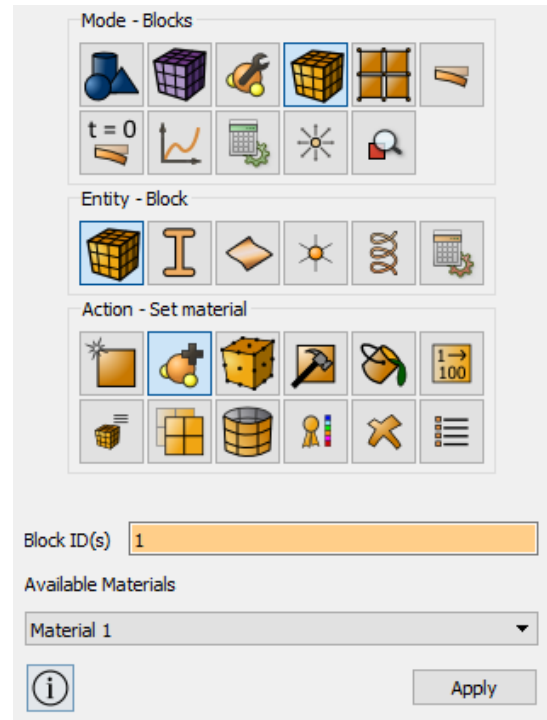 Mode - Blocks
t = 0
Entity - Block
Action - Set material
1→
100
Block ID(s) 1
Available Materials
Material 1
i
Apply